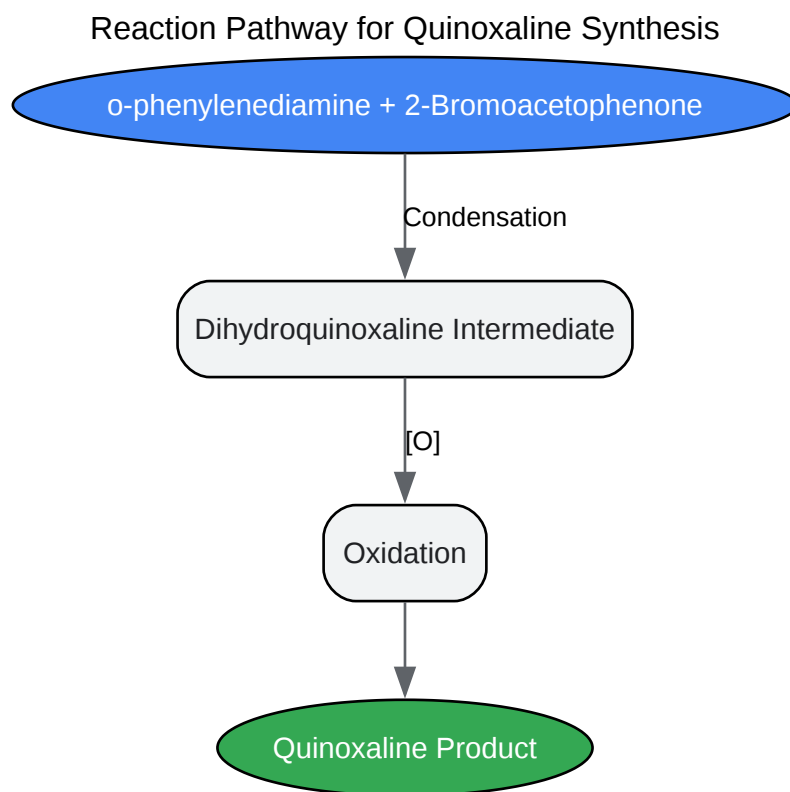 Reaction Pathway for Quinoxaline Synthesis
o-phenylenediamine + 2-Bromoacetophenone
Condensation
Dihydroquinoxaline Intermediate
[O]
Oxidation
Quinoxaline Product